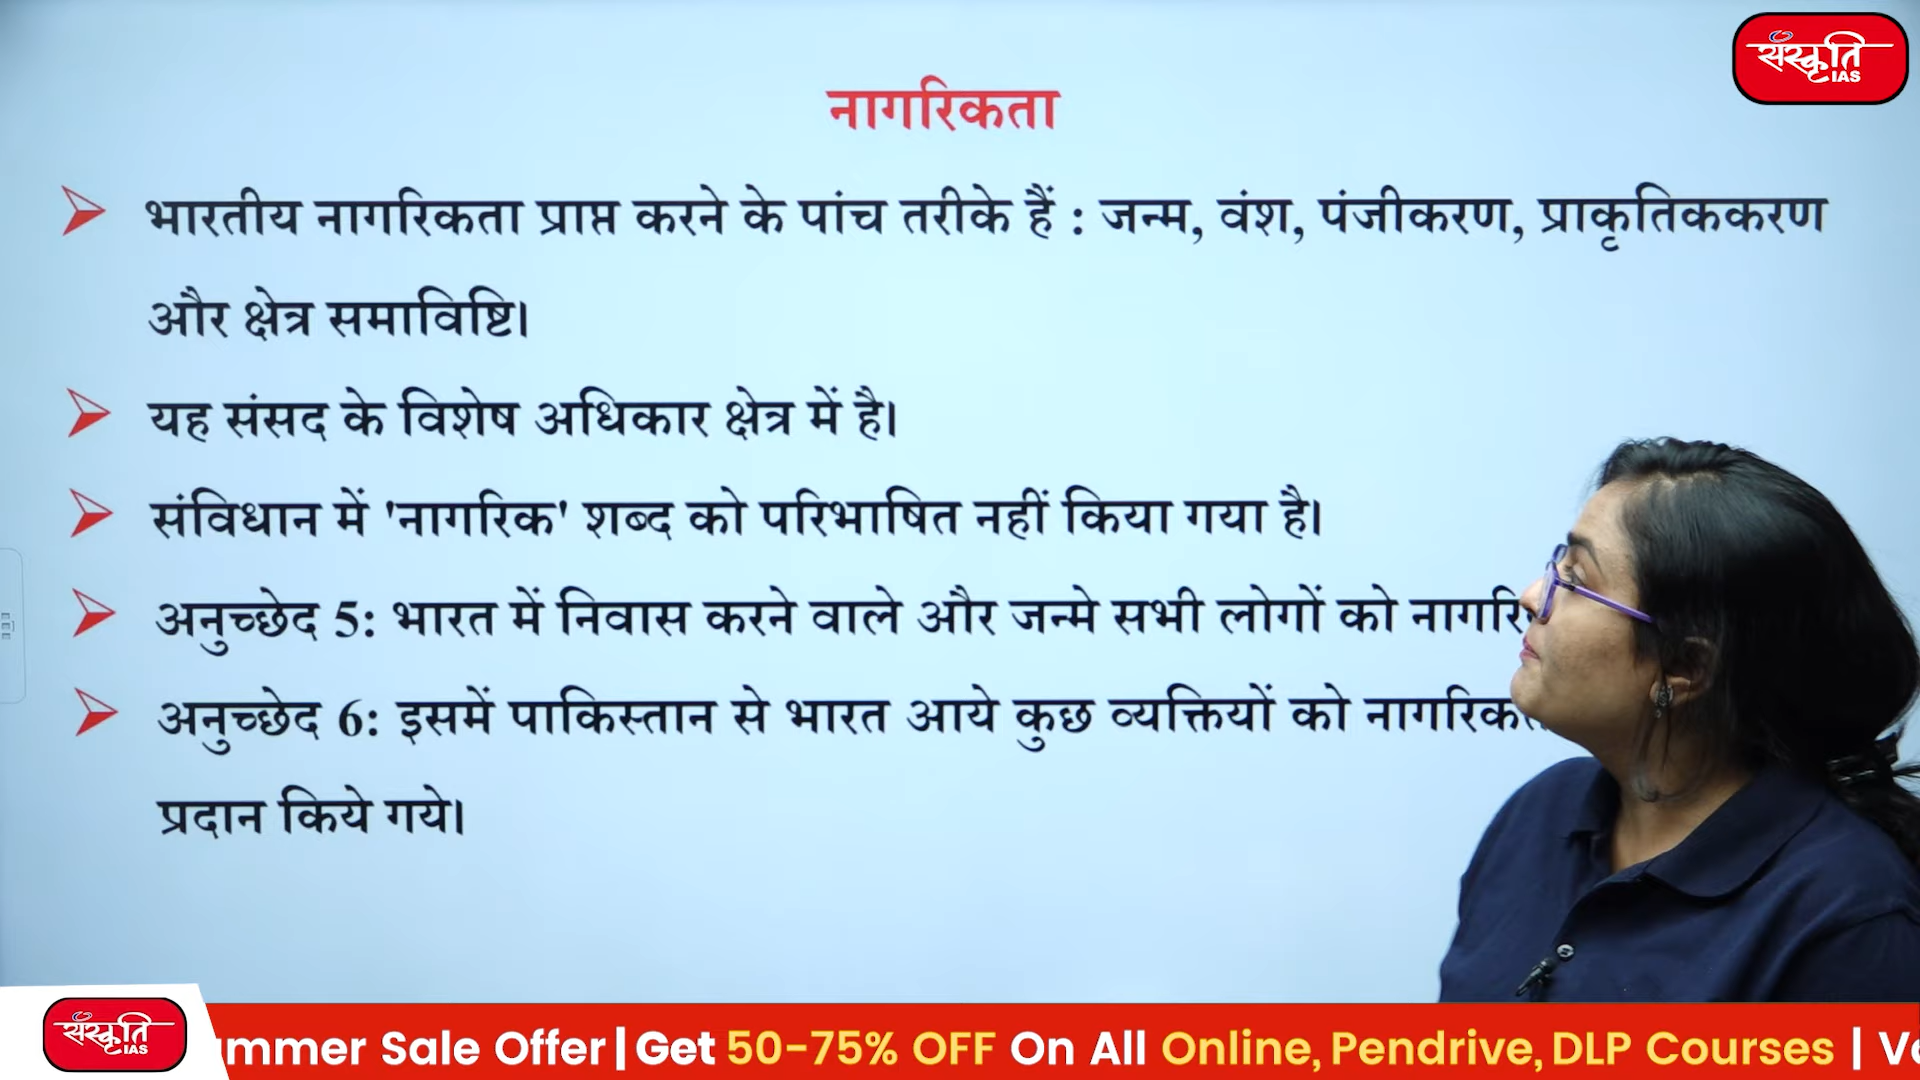 संस्कृति
IAS
नागरिकता
भारतीय नागरिकता प्राप्त करने के पांच तरीके हैं : जन्म, वंश, पंजीकरण, प्राकृतिककरण
और क्षेत्र समाविष्टि।
यह संसद के विशेष अधिकार क्षेत्र में है।
संविधान में 'नागरिक' शब्द को परिभाषित नहीं किया गया है।
अनुच्छेद 5: भारत में निवास करने वाले और जन्मे सभी लोगों को
अनुच्छेद 6: इसमें पाकिस्तान से भारत आये कुछ व्यक्तियों को
प्रदान किये गये।
संस्कृति
IAS
Sale Offer | Get 50-75% OFF On All Online, Pendrive, DLP Courses |